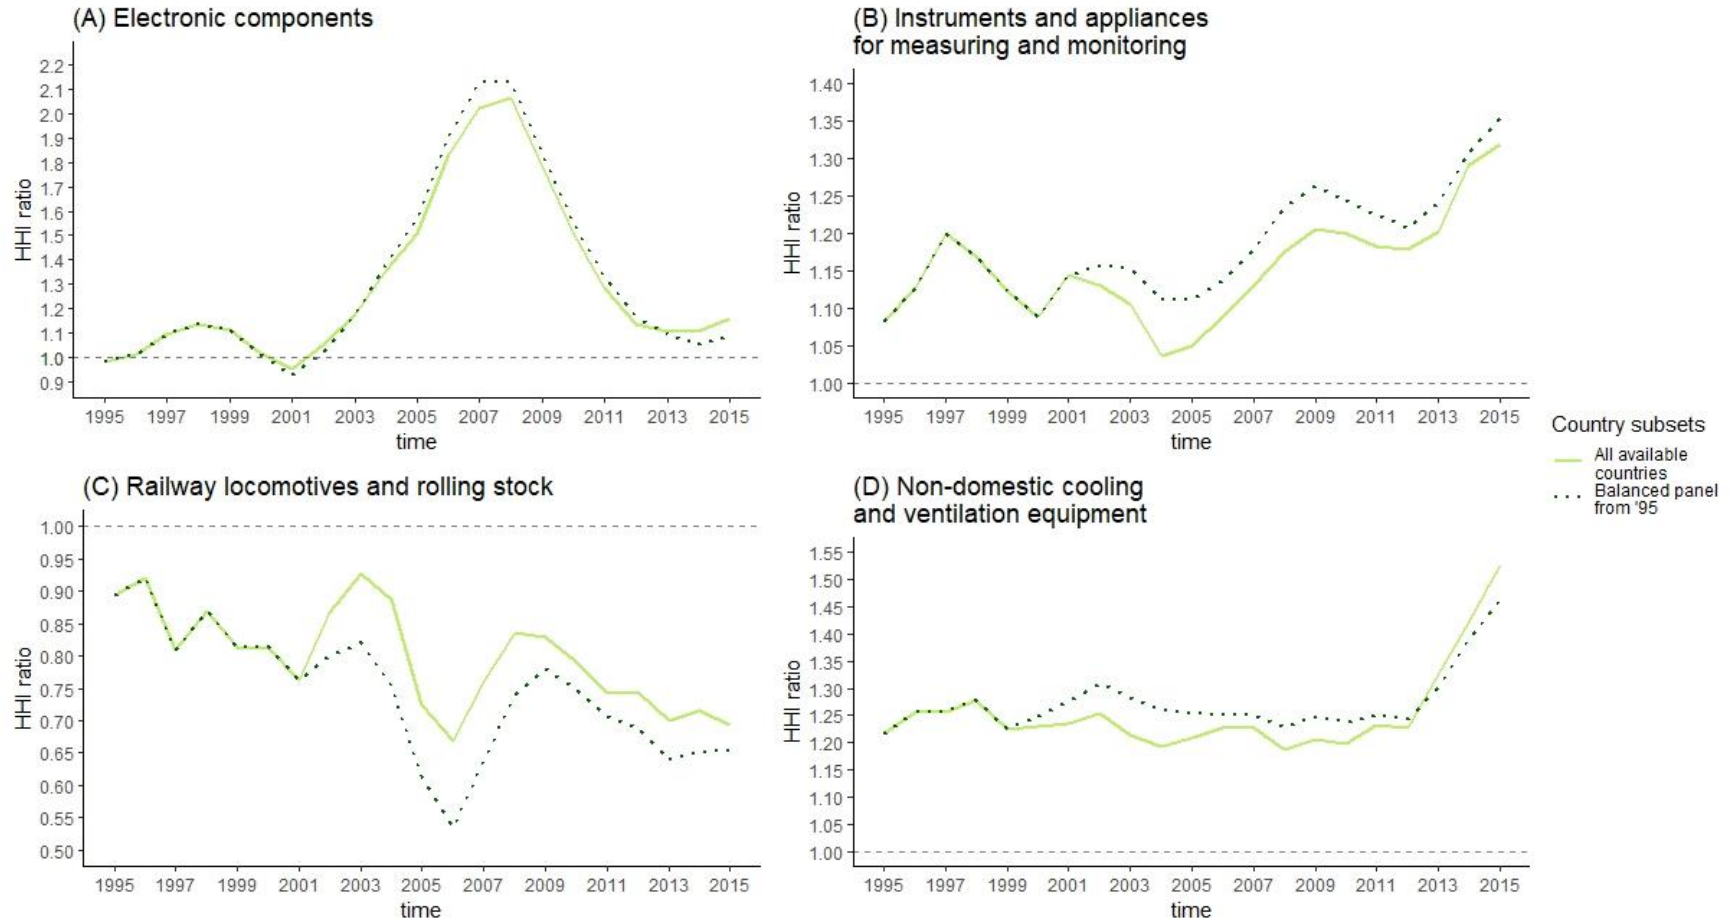 (A) Electronic components
2.2
2.1
2.0
1.9
1.8
1.7
1.6
1.5
1.4
1.3
1.2
1.1
1.0
0.9
HHI ratio
1995 1997 1999 2001 2003 2005 2007 2009 2011 2013 2015
time
(B) Instruments and appliances
for measuring and monitoring
1.40
1.35
1.30
1.25
1.20
1.15
1.10
1.05
1.00
HHI ratio
1995 1997 1999 2001 2003 2005 2007 2009 2011 2013 2015
time
(C) Railway locomotives and rolling stock
1.00
0.95
0.90
0.85
0.80
0.75
0.70
0.65
0.60
0.55
0.50
HHI ratio
1995 1997 1999 2001 2003 2005 2007 2009 2011 2013 2015
time
(D) Non-domestic cooling
and ventilation equipment
1.55
1.50
1.45
1.40
1.35
1.30
1.25
1.20
1.15
1.10
1.05
1.00
HHI ratio
1995 1997 1999 2001 2003 2005 2007 2009 2011 2013 2015
time
Country subsets
All available
countries
Balanced panel
from '95